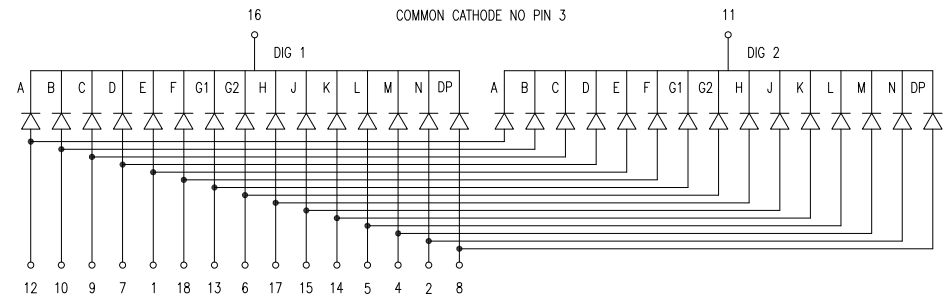 16 COMMON CATHODE NO PIN 3 11
DIG 1 DIG 2
A B C D E F G1 G2 H J K L M N DP A B C D E F G1 G2 H J K L M N DP
12 10 9 7 1 18 13 6 17 15 14 5 4 2 8